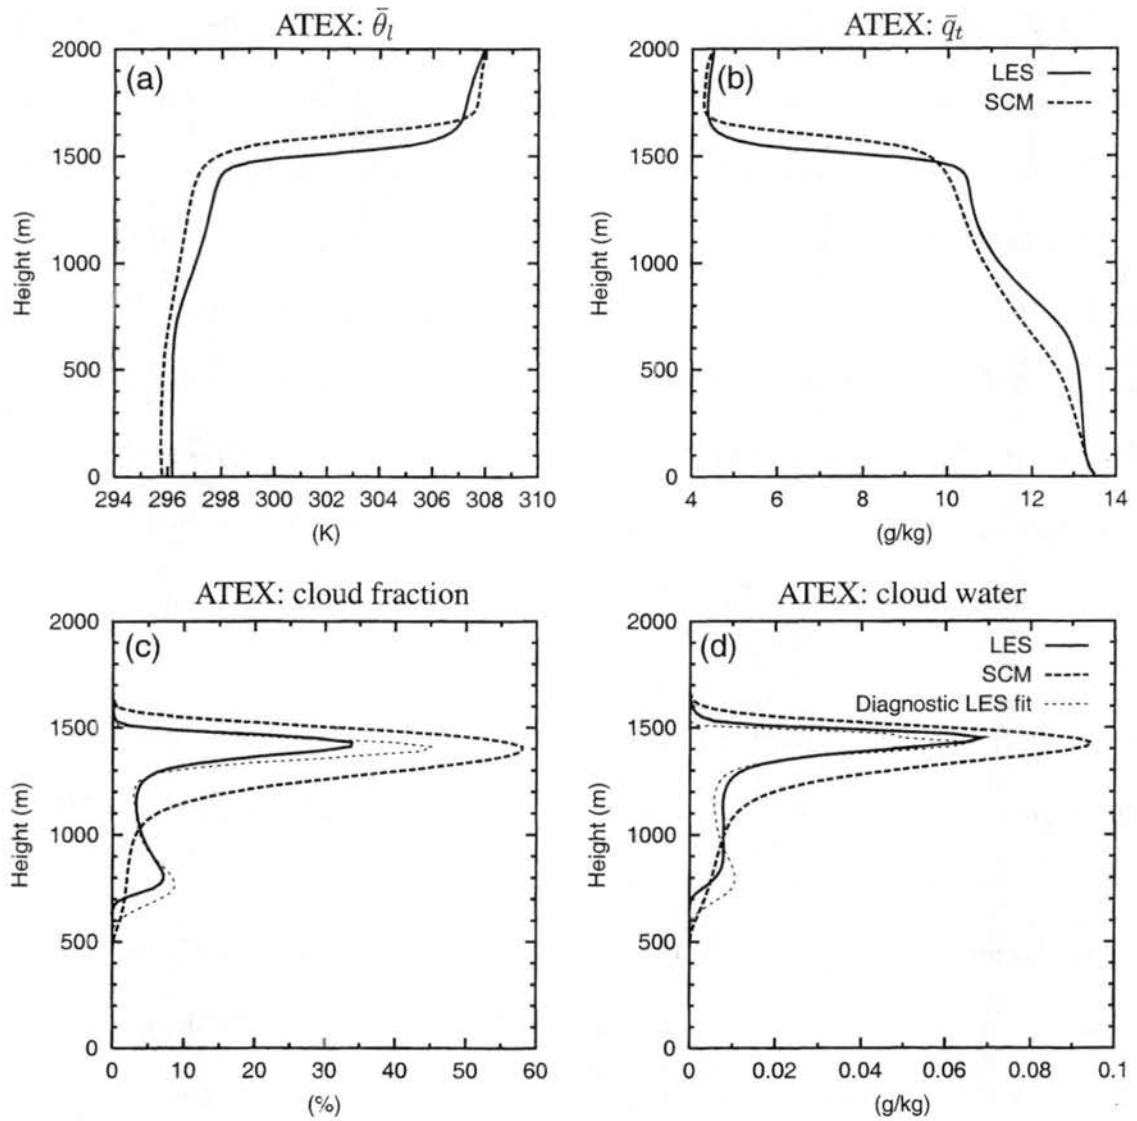 ATEX: θ̄_l
ATEX: q̄_t
(a)
(b)
LES
SCM
2000
1500
1000
500
0
Height (m)
294 296 298 300 302 304 306 308 310
(K)
2000
1500
1000
500
0
Height (m)
4 6 8 10 12 14
(g/kg)
ATEX: cloud fraction
ATEX: cloud water
(c)
(d)
LES
SCM
Diagnostic LES fit
2000
1500
1000
500
0
Height (m)
0 10 20 30 40 50 60
(%)
2000
1500
1000
500
0
Height (m)
0 0.02 0.04 0.06 0.08 0.1
(g/kg)